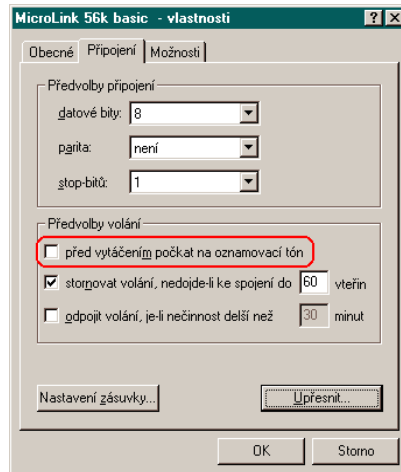 MicroLink 56k basic - vlastnosti
Obecné Připojení Možnosti
Předvolby připojení
datové bity: 8
parita: není
stop-bitů: 1
Předvolby volání
před vytáčením počkat na oznamovací tón
stornovat volání, nedojde-li ke spojení do 60 vteřin
odpojit volání, je-li nečinnost delší než 30 minut
Nastavení zásuvky... Upřesnit...
OK Storno